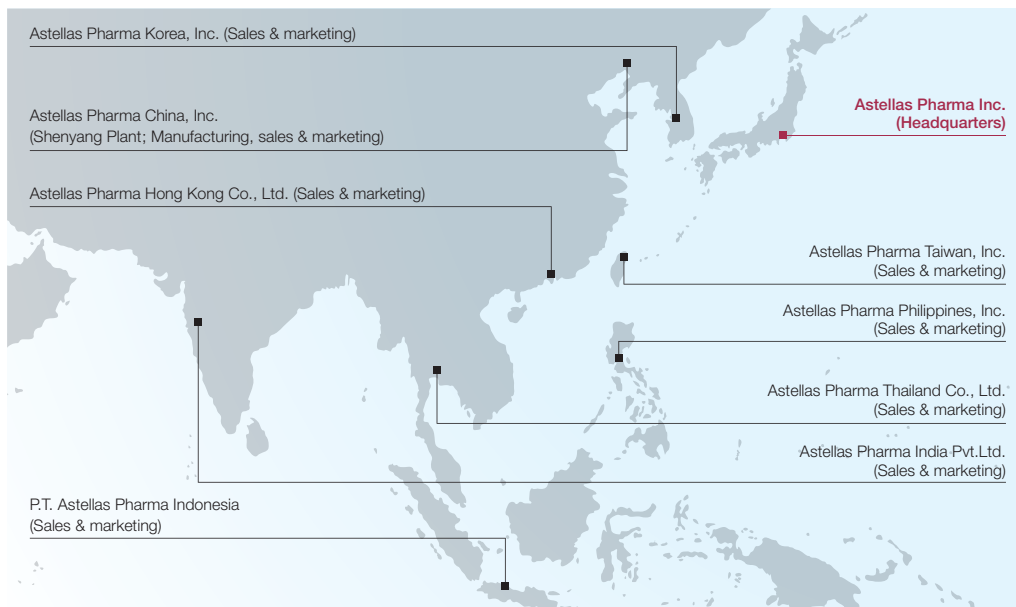 Astellas Pharma Korea, Inc. (Sales & marketing)
Astellas Pharma China, Inc.
(Shenyang Plant; Manufacturing, sales & marketing)
Astellas Pharma Hong Kong Co., Ltd. (Sales & marketing)
Astellas Pharma Inc.
(Headquarters)
Astellas Pharma Taiwan, Inc.
(Sales & marketing)
Astellas Pharma Philippines, Inc.
(Sales & marketing)
Astellas Pharma Thailand Co., Ltd.
(Sales & marketing)
Astellas Pharma India Pvt.Ltd.
(Sales & marketing)
P.T. Astellas Pharma Indonesia
(Sales & marketing)